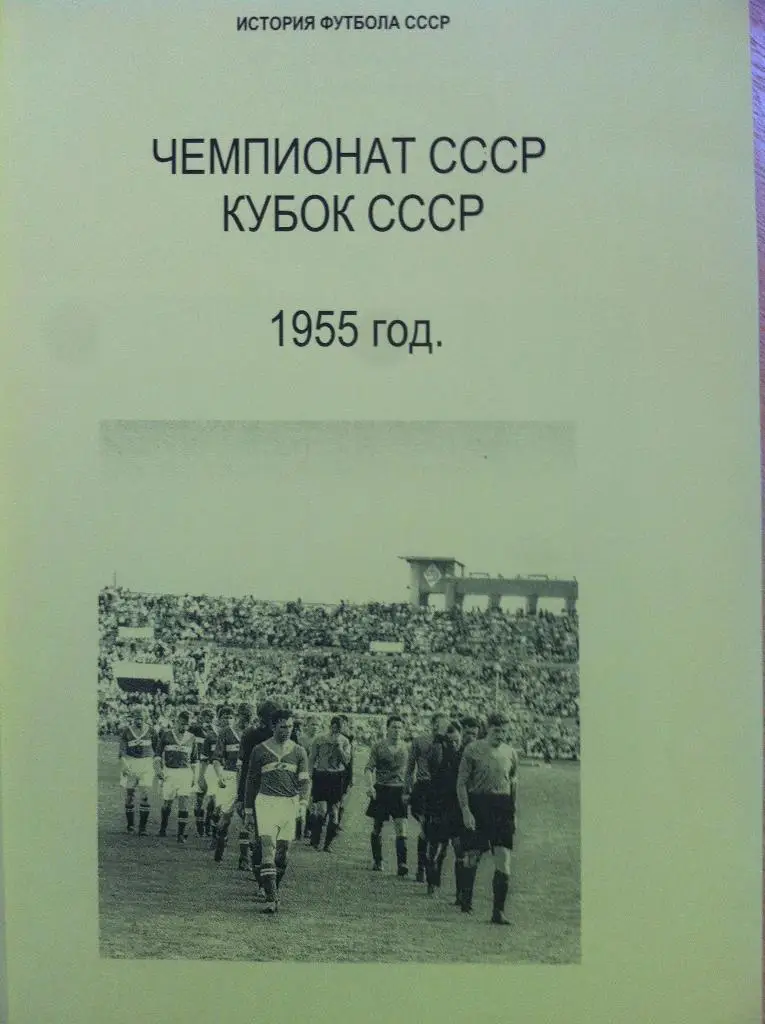 ИСТОРИЯ ФУТБОЛА СССР
ЧЕМПИОНАТ СССР
КУБОК СССР
1955 год.